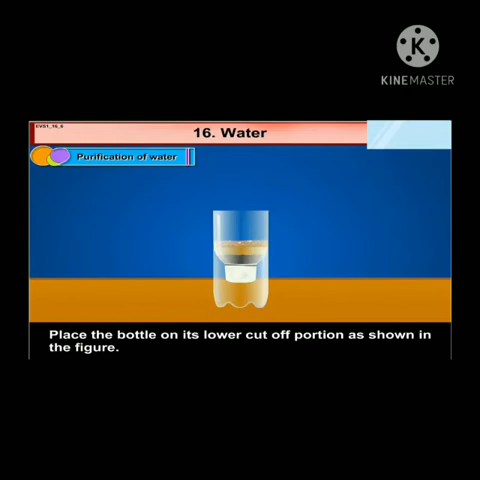 K
KINEMASTER
EVS1_16_6
16. Water
Purification of water
Place the bottle on its lower cut off portion as shown in
the figure.